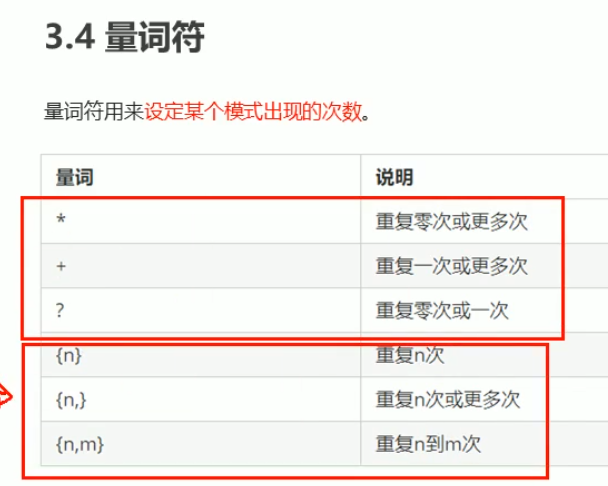 3.4 量词符
量词符用来设定某个模式出现的次数。
量词 说明
* 重复零次或更多次
+ 重复一次或更多次
? 重复零次或一次
{n} 重复n次
{n,} 重复n次或更多次
{n,m} 重复n到m次